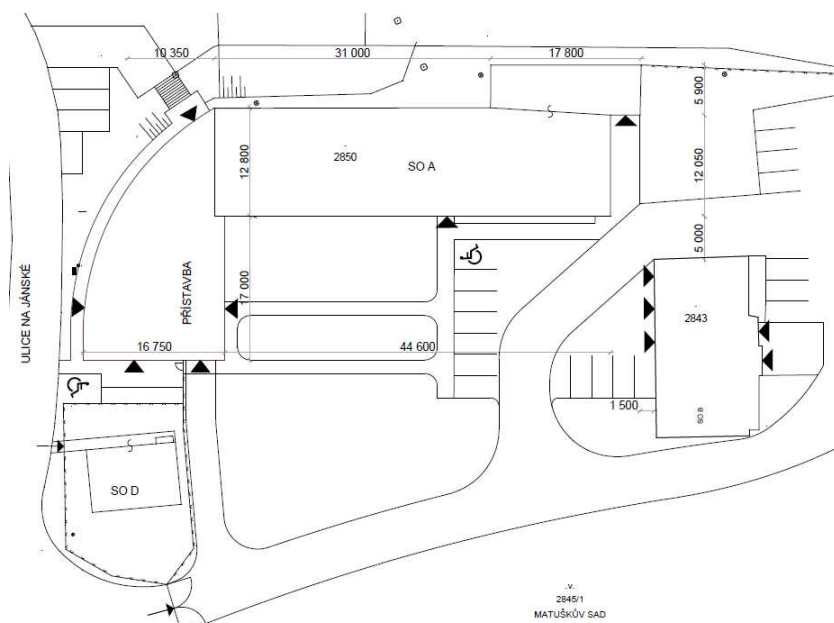 10 350
31 000
17 800
5 900
2850
SO A
12 800
12 050
5 000
ULICE NA JÁNSKÉ
PŘÍSTAVBA
17 000
2843
16 750
44 600
1 500
SO B
SO D
.v.
2845/1
MATUŠKŮV SAD